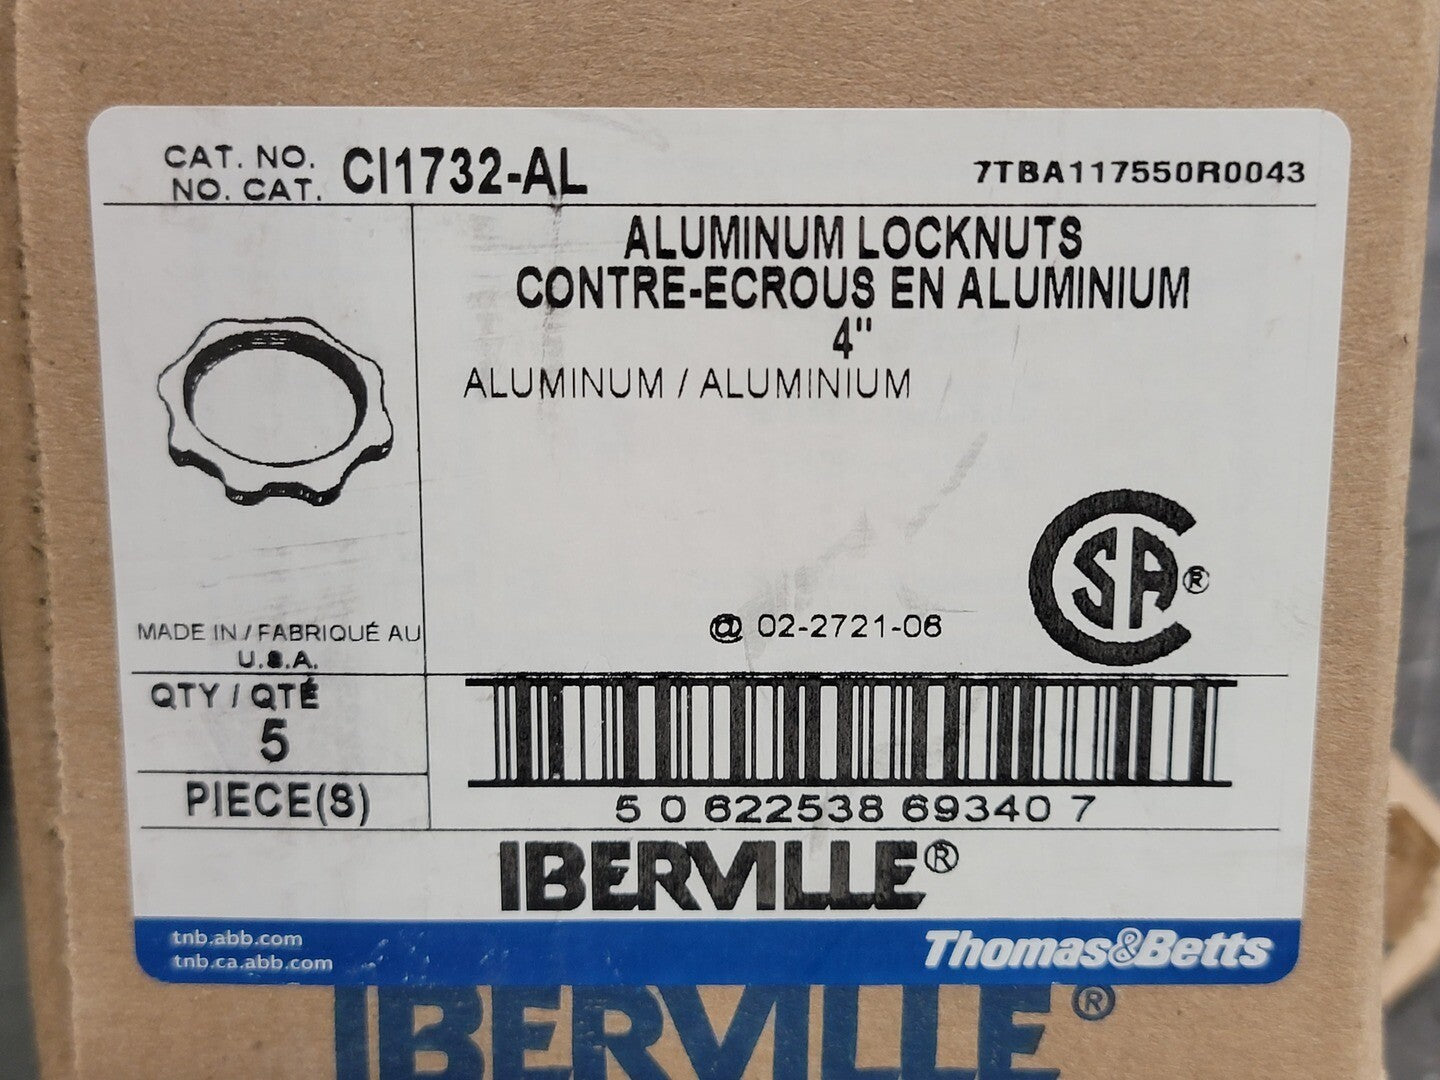 CAT. NO.
NO. CAT.
CI1732-AL
7TBA117550R0043
ALUMINUM LOCKNUTS
CONTRE-ECROUS EN ALUMINIUM
4"
ALUMINUM / ALUMINIUM
CSA®
@ 02-2721-06
MADE IN / FABRIQUÉ AU
U.S.A.
QTY / QTÉ
5
PIECE(S)
5 0 622538 69340 7
IBERVILLE®
tnb.abb.com
tnb.ca.abb.com
Thomas&Betts
IBERVILLE®